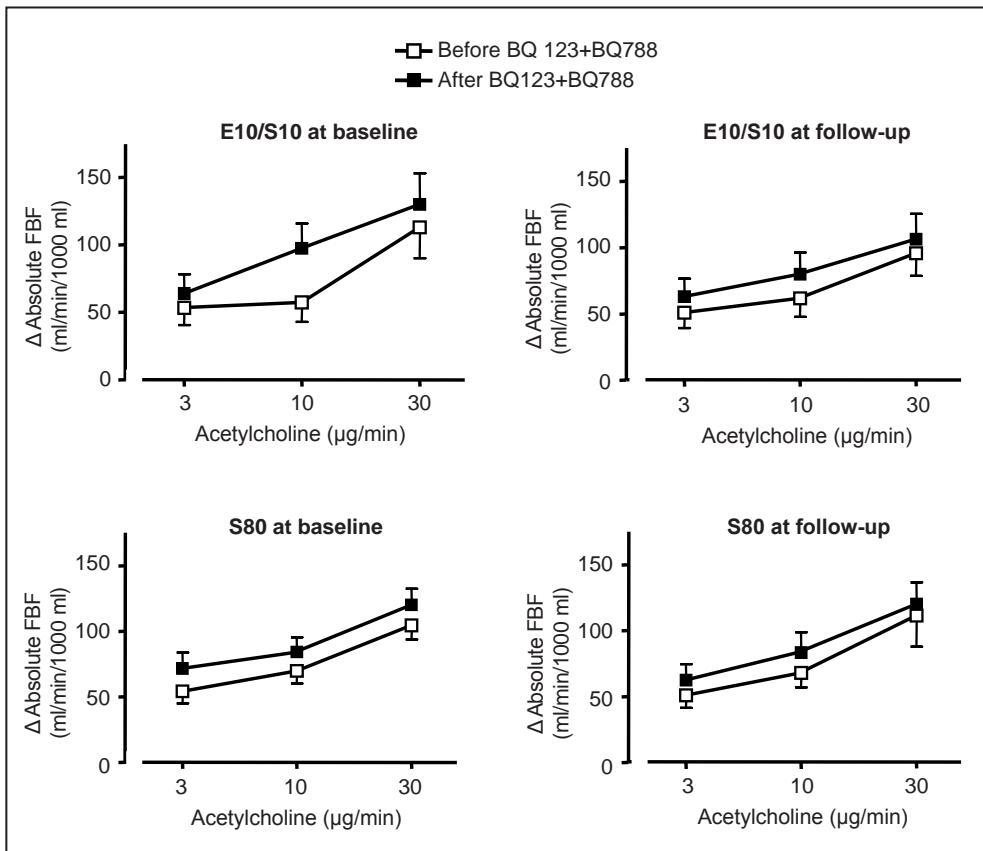 Before BQ 123+BQ788
After BQ123+BQ788
E10/S10 at baseline
Δ Absolute FBF
(ml/min/1000 ml)
150
100
50
0
3 10 30
Acetylcholine (µg/min)
E10/S10 at follow-up
Δ Absolute FBF
(ml/min/1000 ml)
150
100
50
0
3 10 30
Acetylcholine (µg/min)
S80 at baseline
Δ Absolute FBF
(ml/min/1000 ml)
150
100
50
0
3 10 30
Acetylcholine (µg/min)
S80 at follow-up
Δ Absolute FBF
(ml/min/1000 ml)
150
100
50
0
3 10 30
Acetylcholine (µg/min)